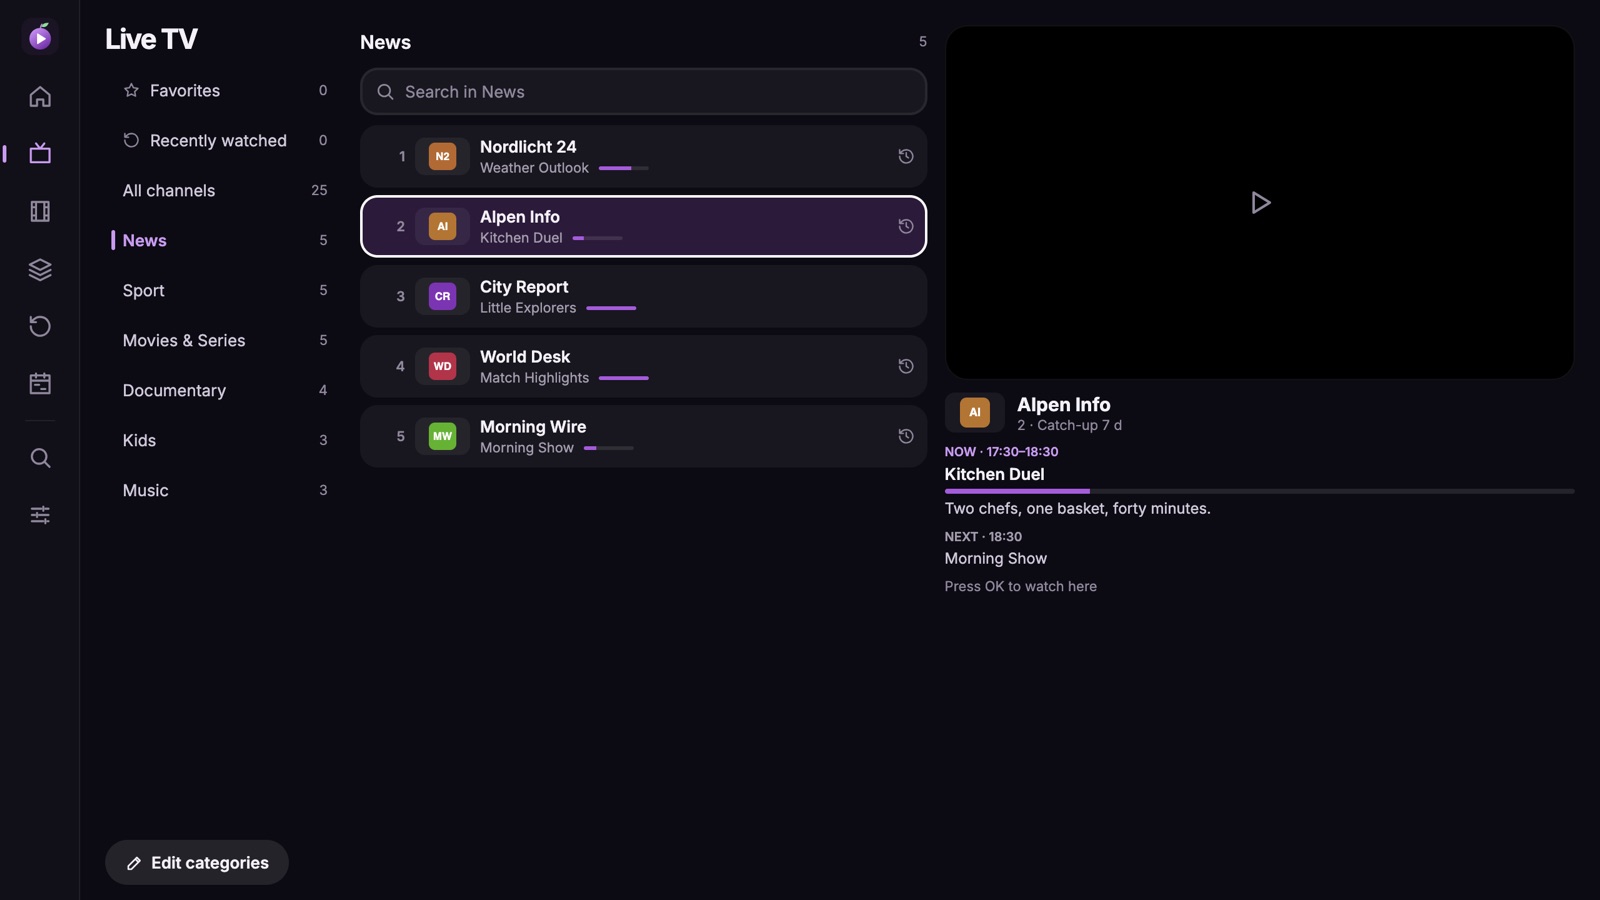 Live TV
Favorites 0
Recently watched 0
All channels 25
News 5
Sport 5
Movies & Series 5
Documentary 4
Kids 3
Music 3
Edit categories
News 5
Search in News
1 N2 Nordlicht 24
Weather Outlook
2 AI Alpen Info
Kitchen Duel
3 CR City Report
Little Explorers
4 WD World Desk
Match Highlights
5 MW Morning Wire
Morning Show
AI Alpen Info
2 · Catch-up 7 d
NOW · 17:30–18:30
Kitchen Duel
Two chefs, one basket, forty minutes.
NEXT · 18:30
Morning Show
Press OK to watch here